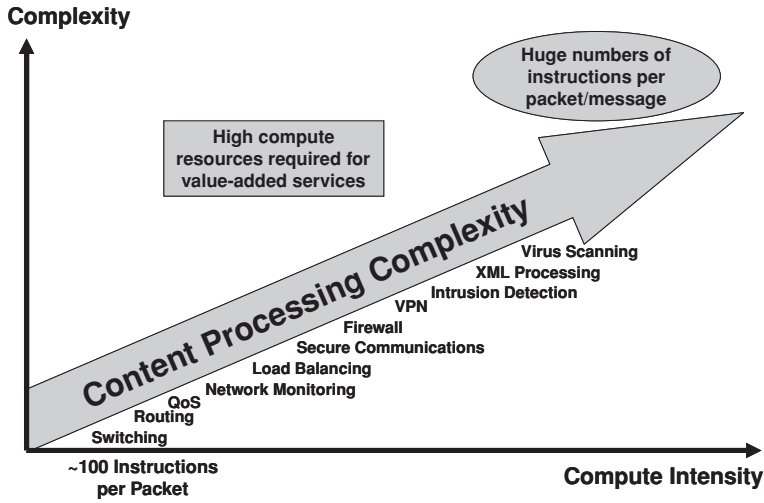 Complexity
Huge numbers of
instructions per
packet/message
High compute
resources required for
value-added services
Content Processing Complexity
Virus Scanning
XML Processing
Intrusion Detection
VPN
Firewall
Secure Communications
Load Balancing
Network Monitoring
QoS
Routing
Switching
~100 Instructions
per Packet
Compute Intensity